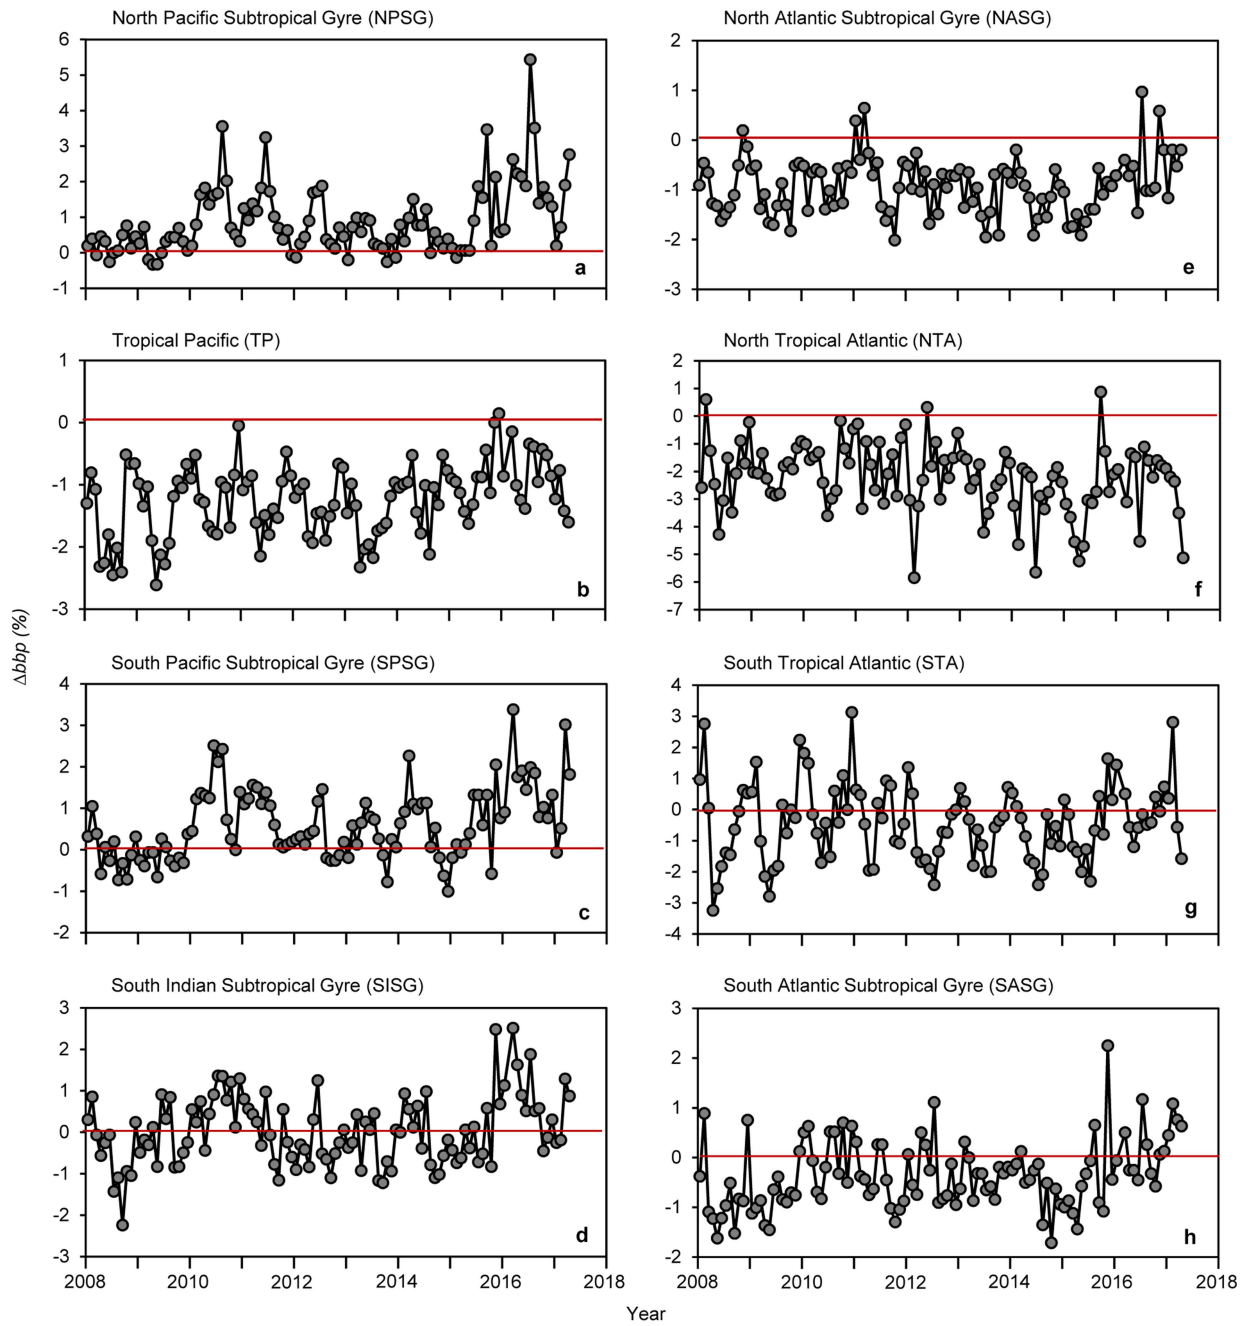 North Pacific Subtropical Gyre (NPSG)
6
5
4
3
2
1
0
-1
a
North Atlantic Subtropical Gyre (NASG)
2
1
0
-1
-2
-3
e
Tropical Pacific (TP)
1
0
-1
-2
-3
b
North Tropical Atlantic (NTA)
2
1
0
-1
-2
-3
-4
-5
-6
-7
f
Δbbp (%)
South Pacific Subtropical Gyre (SPSG)
4
3
2
1
0
-1
-2
c
South Tropical Atlantic (STA)
4
3
2
1
0
-1
-2
-3
-4
g
South Indian Subtropical Gyre (SISG)
3
2
1
0
-1
-2
-3
d
2008 2010 2012 2014 2016 2018
South Atlantic Subtropical Gyre (SASG)
3
2
1
0
-1
-2
h
2008 2010 2012 2014 2016 2018
Year